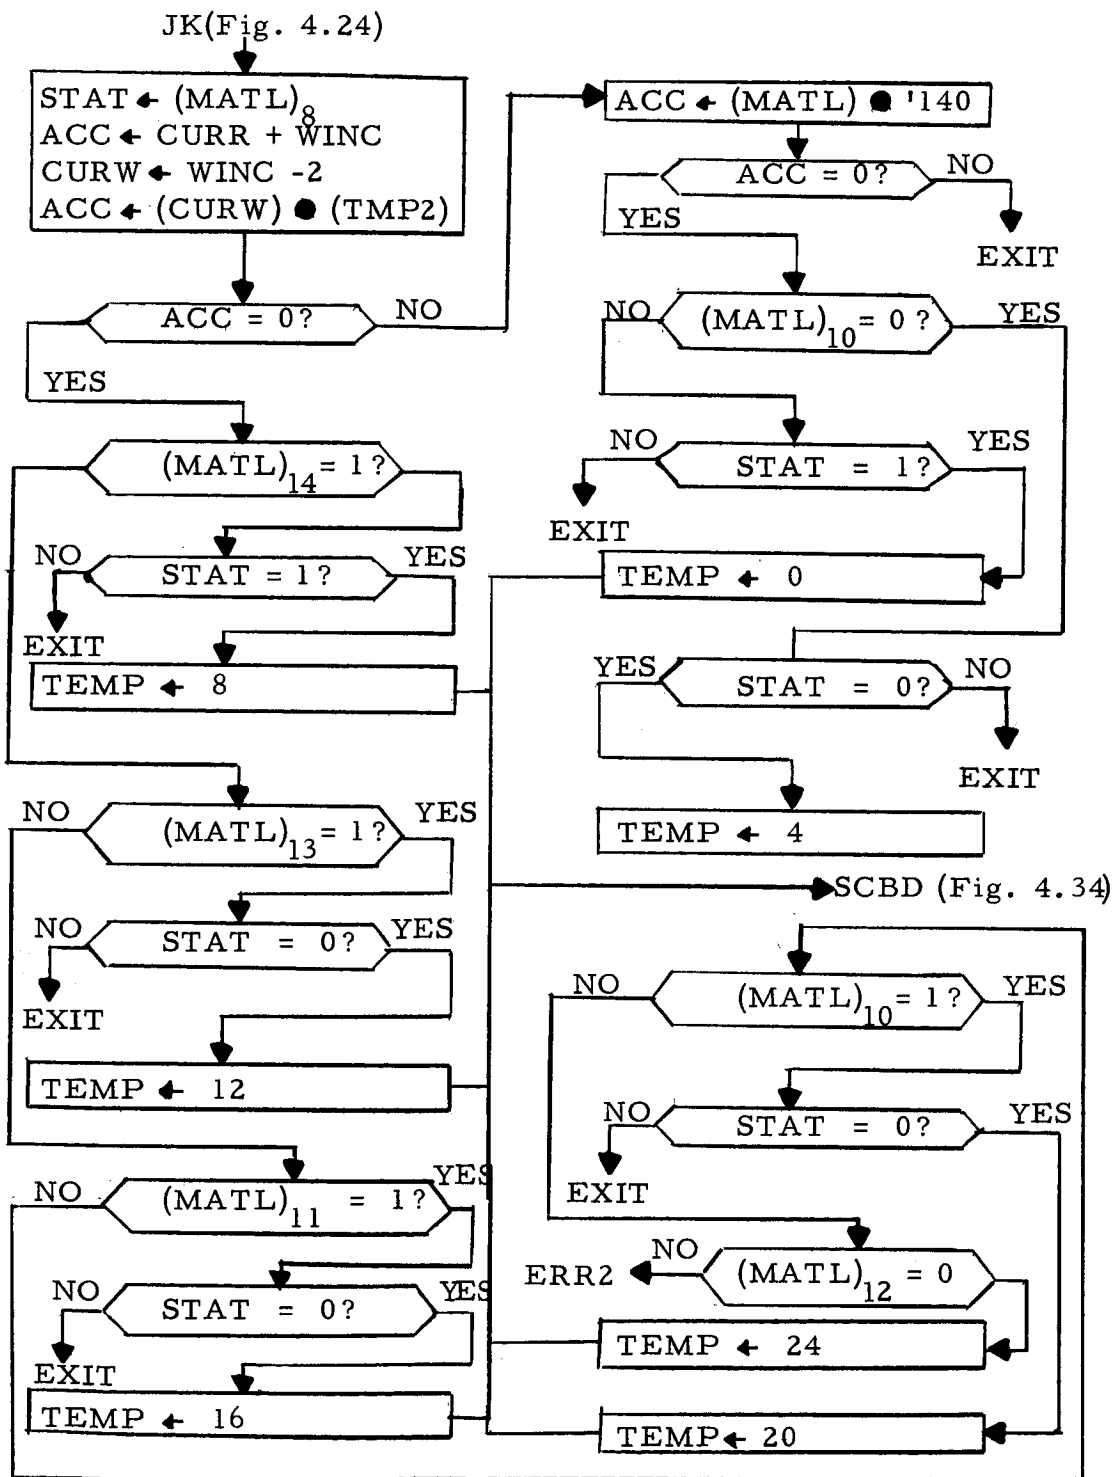 JK(Fig. 4.24)
STAT ← (MATL)8
ACC ← CURR + WINC
CURW ← WINC -2
ACC ← (CURW) ● (TMP2)
ACC = 0?
NO
YES
(MATL)14 = 1?
NO
STAT = 1?
YES
EXIT
TEMP ← 8
NO
(MATL)13 = 1?
YES
NO
STAT = 0?
YES
EXIT
TEMP ← 12
NO
(MATL)11 = 1?
YES
NO
STAT = 0?
YES
EXIT
TEMP ← 16
ACC ← (MATL) ● '140
ACC = 0?
NO
YES
EXIT
NO
(MATL)10 = 0?
YES
NO
STAT = 1?
YES
EXIT
TEMP ← 0
YES
STAT = 0?
NO
EXIT
TEMP ← 4
SCBD (Fig. 4.34)
NO
(MATL)10 = 1?
YES
NO
STAT = 0?
YES
EXIT
NO
ERR2
(MATL)12 = 0
TEMP ← 24
TEMP ← 20